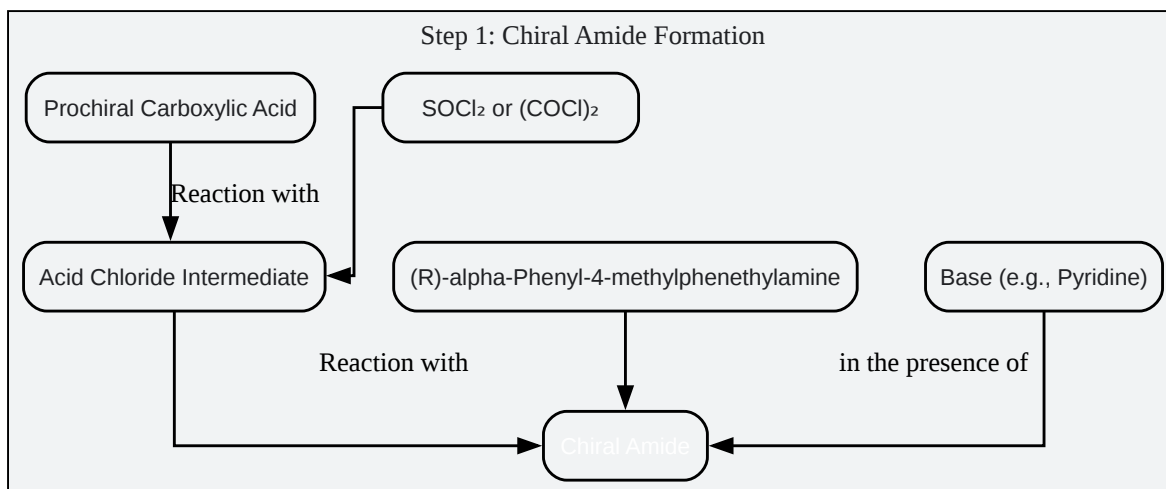 Step 1: Chiral Amide Formation
Prochiral Carboxylic Acid
SOCl₂ or (COCl)₂
Reaction with
Acid Chloride Intermediate
(R)-alpha-Phenyl-4-methylphenethylamine
Base (e.g., Pyridine)
Reaction with
in the presence of
Chiral Amide